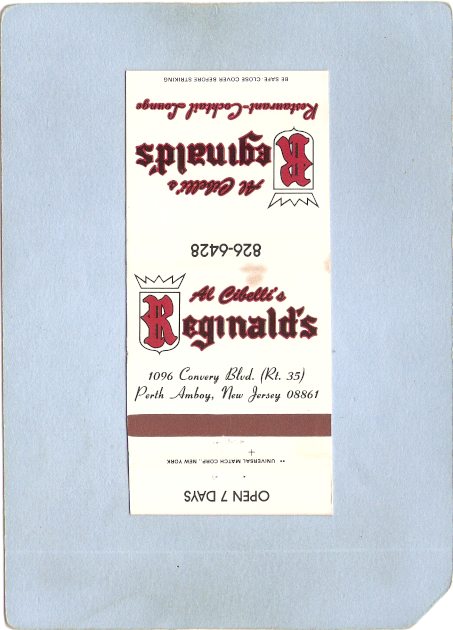 BE SAFE-CLOSE COVER BEFORE STRIKING
Restaurant-Cocktail Lounge
Al Cibelli's
Reginald's
826-6428
Al Cibelli's
Reginald's
1096 Convery Blvd. (Rt. 35)
Perth Amboy, New Jersey 08861
** UNIVERSAL MATCH CORP., NEW YORK
OPEN 7 DAYS